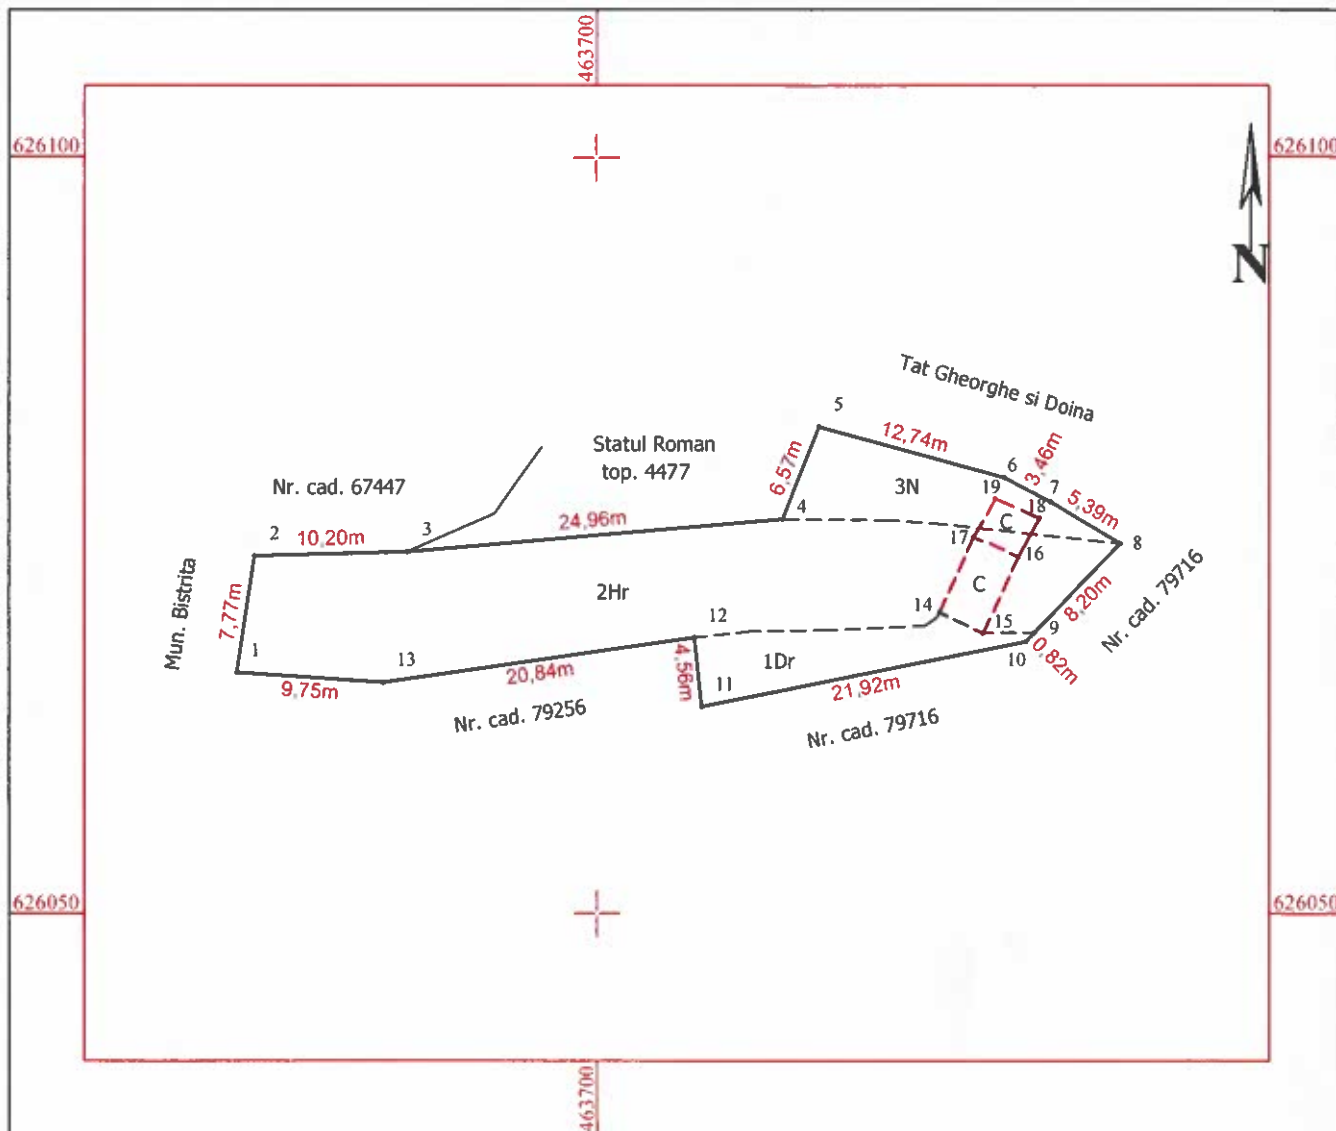 463700
626100
626100
N
Tat Gheorghe si Doina
5
12,74m
3,46m
6
Statul Roman
top. 4477
6,57m
3N
19
7
Nr. cad. 67447
5,39m
18
C
4
2
10,20m
3
24,96m
17
16
8
Mun. Bistrita
7,77m
2Hr
C
14
8,20m
Nr. cad. 79716
12
15
9
1
13
4,56m
1Dr
10
0,82m
9,75m
20,84m
11
21,92m
Nr. cad. 79256
Nr. cad. 79716
626050
626050
463700